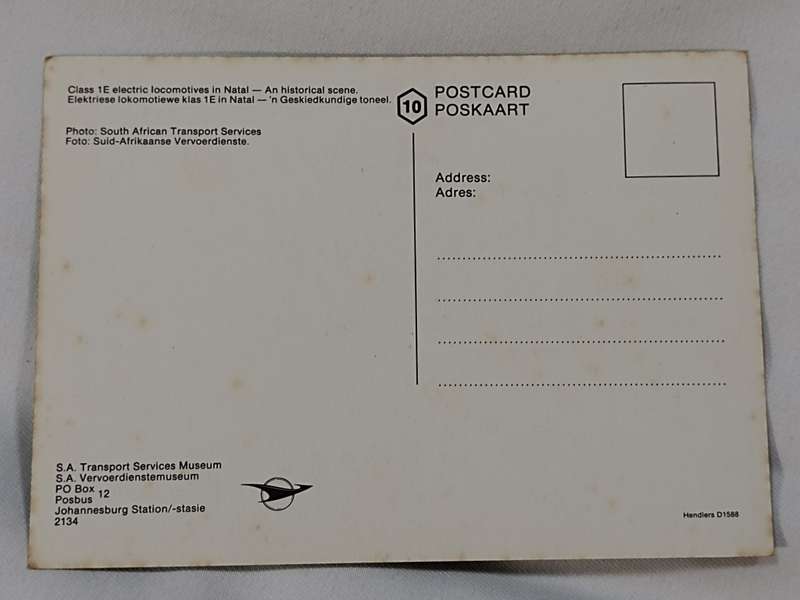 Class 1E electric locomotives in Natal — An historical scene.
Elektriese lokomotiewe klas 1E in Natal — 'n Geskiedkundige toneel.
Photo: South African Transport Services
Foto: Suid-Afrikaanse Vervoerdienste.
10
POSTCARD
POSKAART
Address:
Adres:
S.A. Transport Services Museum
S.A. Vervoerdienstemuseum
PO Box
12
Posbus
Johannesburg Station/-stasie
2134
Handlers D1588